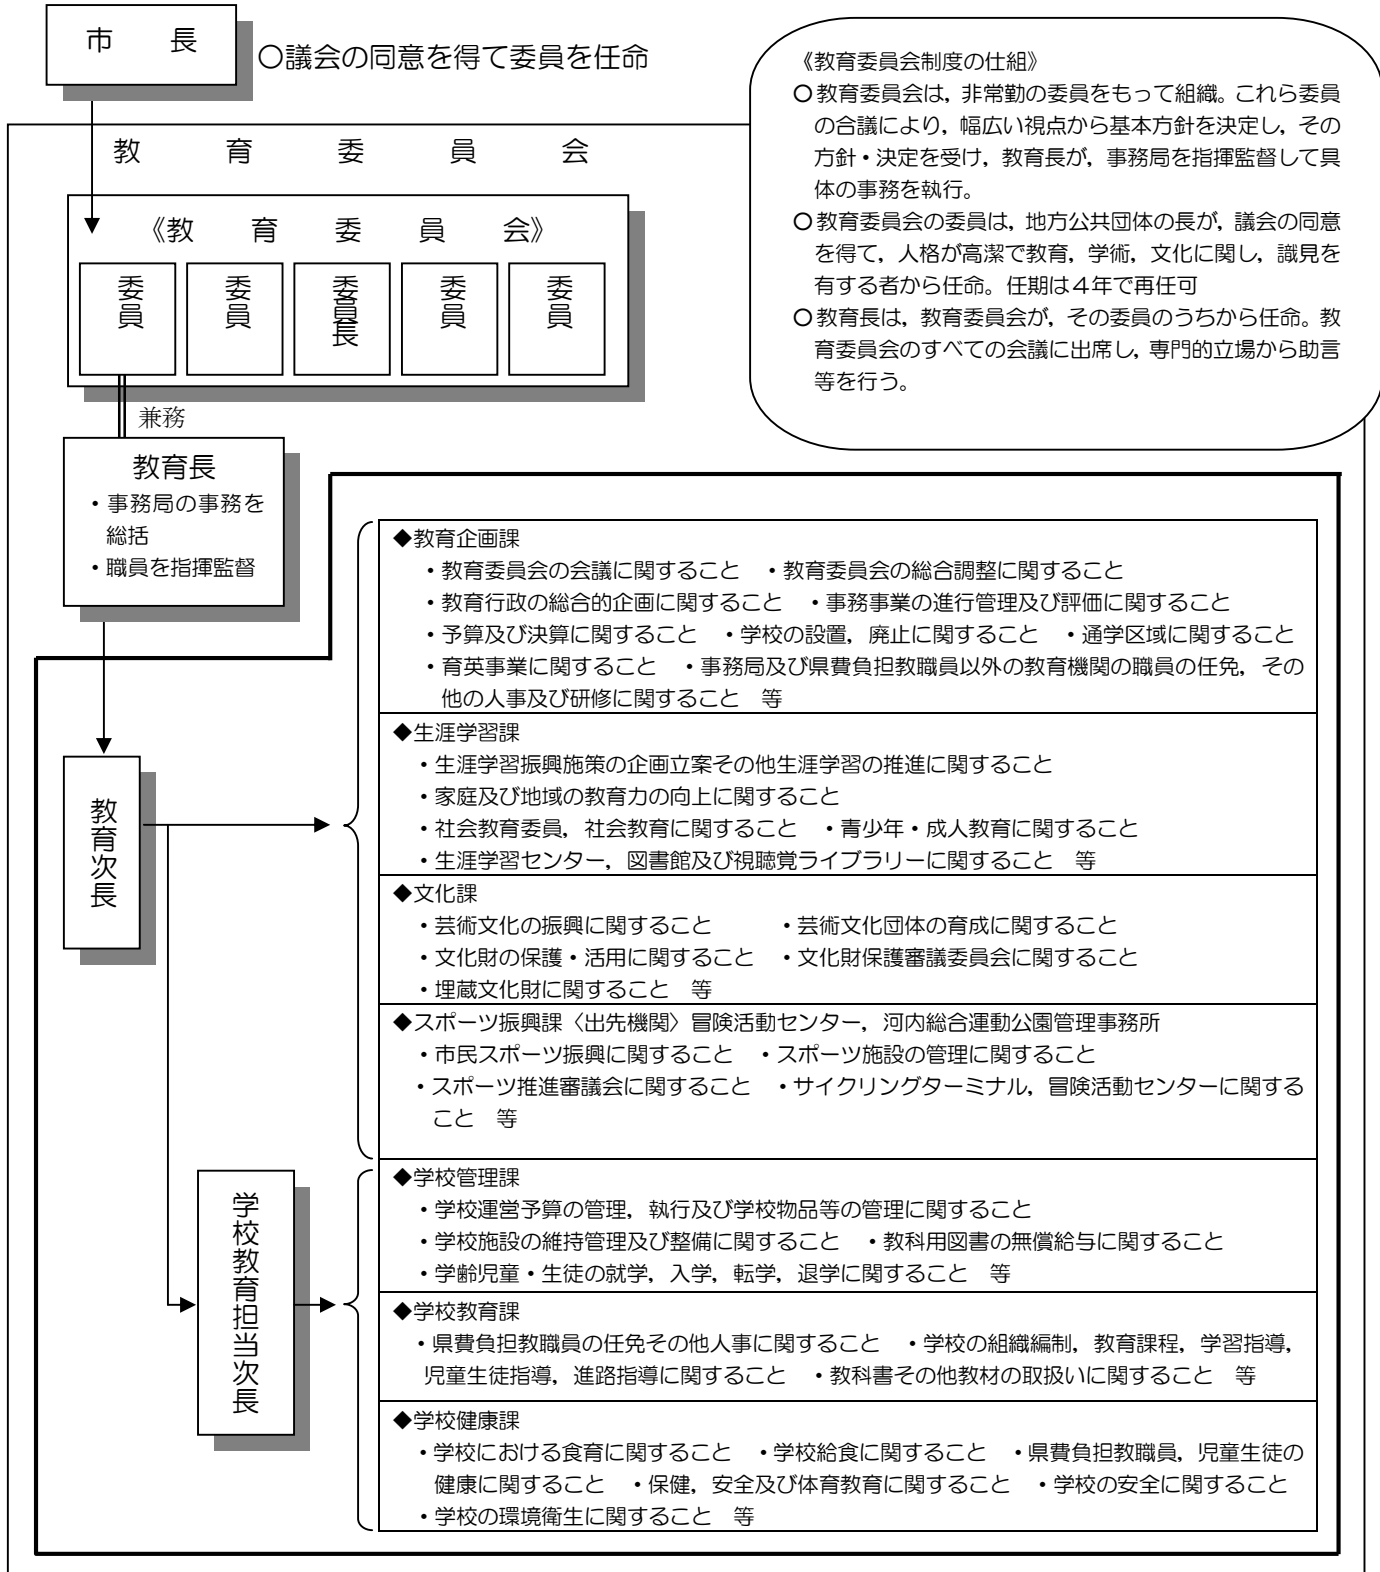 市　長
〇議会の同意を得て委員を任命
《教育委員会制度の仕組》
〇教育委員会は，非常勤の委員をもって組織。これら委員
の合議により，幅広い視点から基本方針を決定し，その
方針・決定を受け，教育長が，事務局を指揮監督して具
体の事務を執行。
〇教育委員会の委員は，地方公共団体の長が，議会の同意
を得て，人格が高潔で教育，学術，文化に関し，識見を
有する者から任命。任期は４年で再任可
〇教育長は，教育委員会が，その委員のうちから任命。教
育委員会のすべての会議に出席し，専門的立場から助言
等を行う。
教　育　委　員　会
《教　育　委　員　会》
委員
委員
委員長
委員
委員
兼務
教育長
・事務局の事務を
総括
・職員を指揮監督
◆教育企画課
・教育委員会の会議に関すること　・教育委員会の総合調整に関すること
・教育行政の総合的企画に関すること　・事務事業の進行管理及び評価に関すること
・予算及び決算に関すること　・学校の設置，廃止に関すること　・通学区域に関すること
・育英事業に関すること　・事務局及び県費負担教職員以外の教育機関の職員の任免，その
他の人事及び研修に関すること　等
◆生涯学習課
・生涯学習振興施策の企画立案その他生涯学習の推進に関すること
・家庭及び地域の教育力の向上に関すること
・社会教育委員，社会教育に関すること　・青少年・成人教育に関すること
・生涯学習センター，図書館及び視聴覚ライブラリーに関すること　等
教育次長
◆文化課
・芸術文化の振興に関すること　・芸術文化団体の育成に関すること
・文化財の保護・活用に関すること　・文化財保護審議委員会に関すること
・埋蔵文化財に関すること　等
◆スポーツ振興課〈出先機関〉冒険活動センター，河内総合運動公園管理事務所
・市民スポーツ振興に関すること　・スポーツ施設の管理に関すること
・スポーツ推進審議会に関すること　・サイクリングターミナル，冒険活動センターに関する
こと　等
学校教育担当次長
◆学校管理課
・学校運営予算の管理，執行及び学校物品等の管理に関すること
・学校施設の維持管理及び整備に関すること　・教科用図書の無償給与に関すること
・学齢児童・生徒の就学，入学，転学，退学に関すること　等
◆学校教育課
・県費負担教職員の任免その他人事に関すること　・学校の組織編制，教育課程，学習指導，
児童生徒指導，進路指導に関すること　・教科書その他教材の取扱いに関すること　等
◆学校健康課
・学校における食育に関すること　・学校給食に関すること　・県費負担教職員，児童生徒の
健康に関すること　・保健，安全及び体育教育に関すること　・学校の安全に関すること
・学校の環境衛生に関すること　等